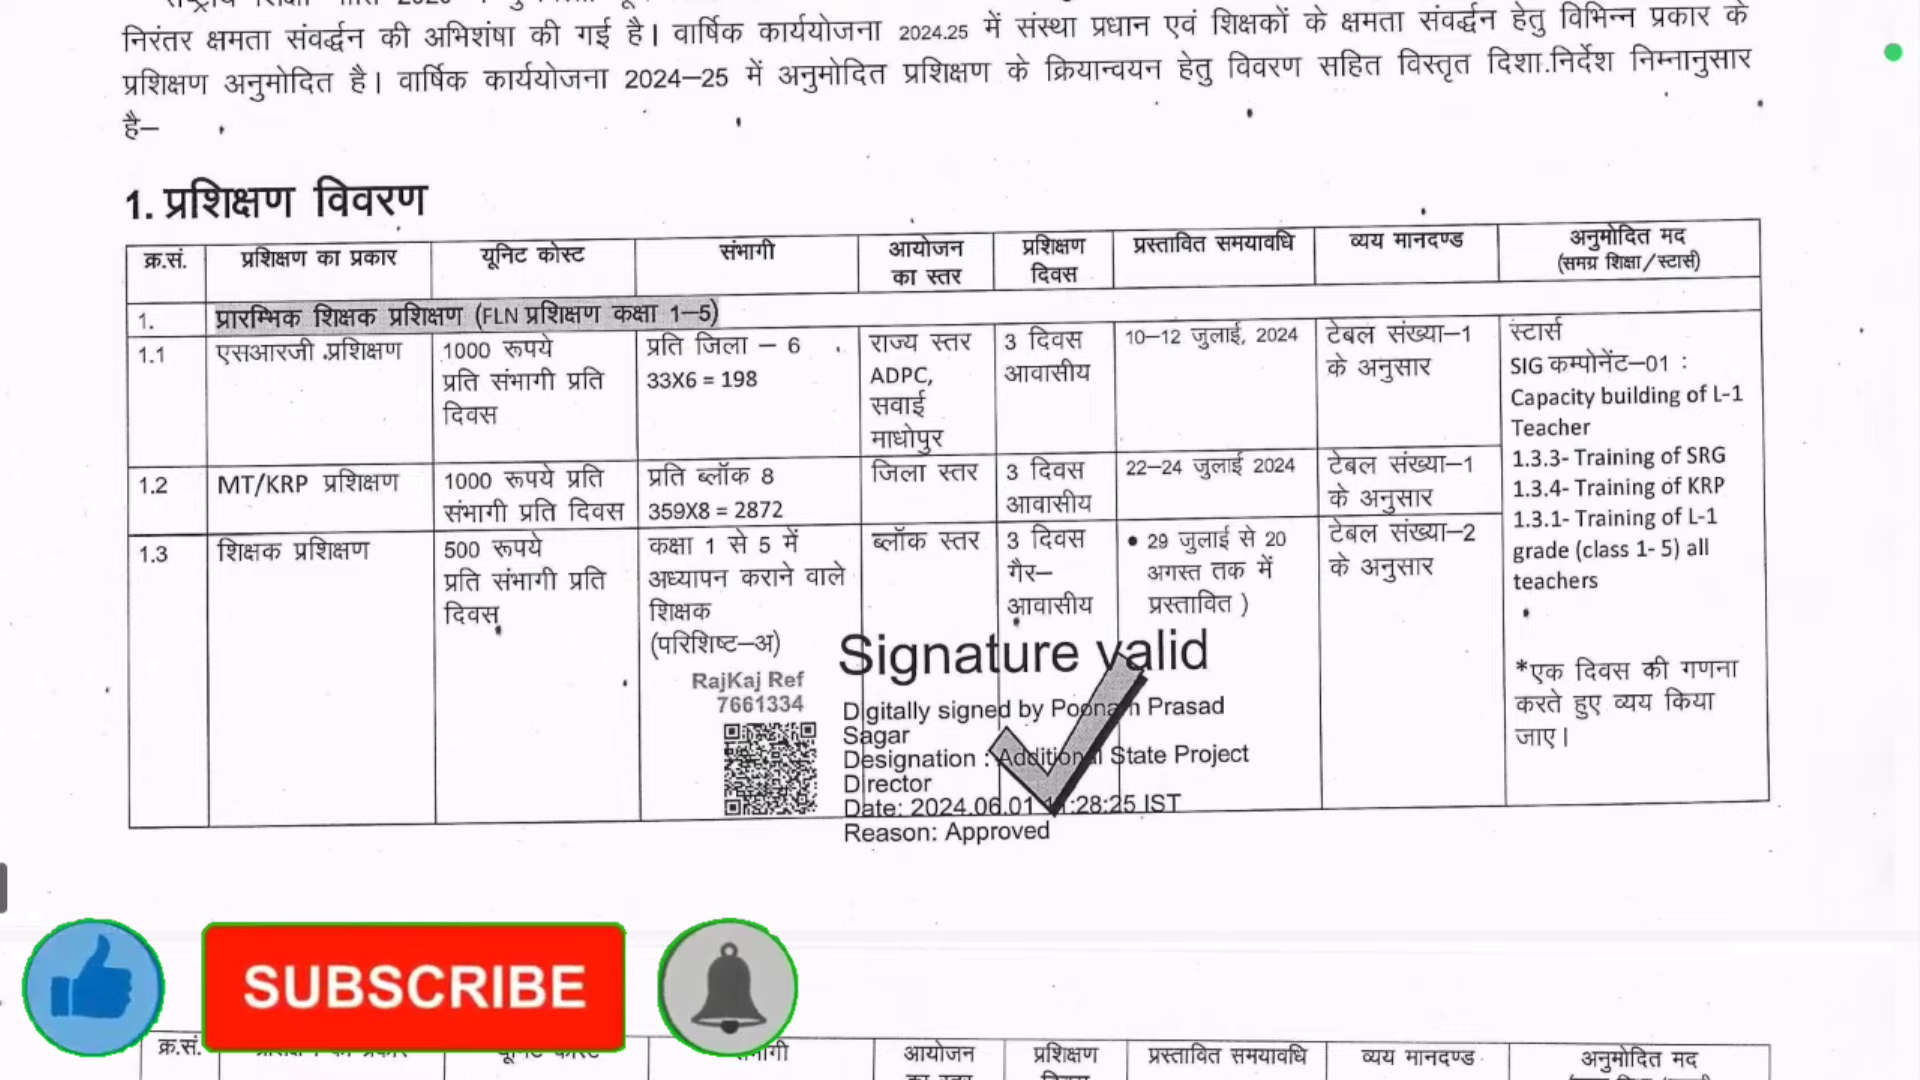 राष्ट्रीय शिक्षा नीति 2020
निरंतर क्षमता संवर्द्धन की अभिशंषा की गई है। वार्षिक कार्ययोजना 2024.25 में संस्था प्रधान एवं शिक्षकों के क्षमता संवर्द्धन हेतु विभिन्न प्रकार के
प्रशिक्षण अनुमोदित है। वार्षिक कार्ययोजना 2024–25 में अनुमोदित प्रशिक्षण के क्रियान्वयन हेतु विवरण सहित विस्तृत दिशा.निर्देश निम्नानुसार
है–
1. प्रशिक्षण विवरण
क्र.सं.
प्रशिक्षण का प्रकार
यूनिट कोस्ट
संभागी
आयोजन
का स्तर
प्रशिक्षण
दिवस
प्रस्तावित समयावधि
व्यय मानदण्ड
अनुमोदित मद
(समग्र शिक्षा/स्टार्स)
1.
प्रारम्भिक शिक्षक प्रशिक्षण (FLN प्रशिक्षण कक्षा 1–5)
1.1
एसआरजी प्रशिक्षण
1000 रूपये
प्रति संभागी प्रति
दिवस
प्रति जिला – 6
33X6 = 198
राज्य स्तर
ADPC,
सवाई
माधोपुर
3 दिवस
आवासीय
10–12 जुलाई, 2024
टेबल संख्या–1
के अनुसार
स्टार्स
SIG कम्पोनेंट–01 :
Capacity building of L-1
Teacher
1.3.3- Training of SRG
1.3.4- Training of KRP
1.3.1- Training of L-1
grade (class 1- 5) all
teachers
*एक दिवस की गणना
करते हुए व्यय किया
जाए।
1.2
MT/KRP प्रशिक्षण
1000 रूपये प्रति
संभागी प्रति दिवस
प्रति ब्लॉक 8
359X8 = 2872
जिला स्तर
3 दिवस
आवासीय
22–24 जुलाई 2024
टेबल संख्या–1
के अनुसार
1.3
शिक्षक प्रशिक्षण
500 रूपये
प्रति संभागी प्रति
दिवस
कक्षा 1 से 5 में
अध्यापन कराने वाले
शिक्षक
(परिशिष्ट–अ)
ब्लॉक स्तर
3 दिवस
गैर–
आवासीय
• 29 जुलाई से 20
अगस्त तक में
प्रस्तावित )
टेबल संख्या–2
के अनुसार
RajKaj Ref
7661334
Signature valid
Digitally signed by Poonam Prasad
Sagar
Designation : Additional State Project
Director
Date: 2024.06.01 :28:25 IST
Reason: Approved
SUBSCRIBE
क्र.सं.
आयोजन
प्रशिक्षण
प्रस्तावित समयावधि
व्यय मानदण्ड
अनुमोदित मद